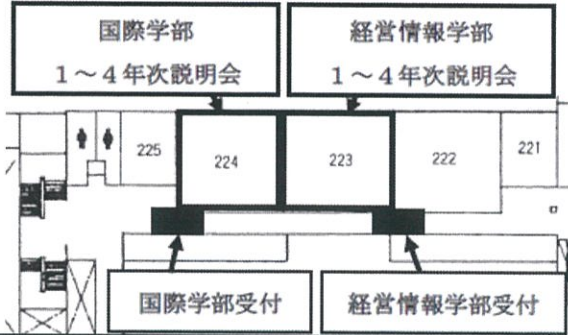 国際学部
1～4年次説明会
経営情報学部
1～4年次説明会
225
224
223
222
221
国際学部受付
経営情報学部受付